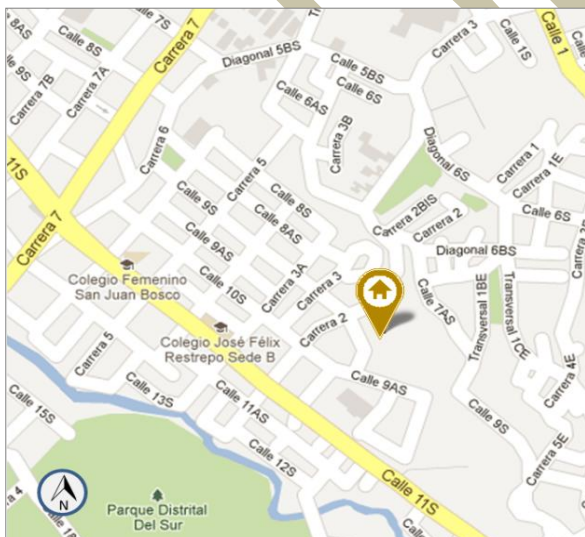 Calle 7S
Carrera 3
Calle 8AS
Calle 8S
Carrera 7
Calle 1
Calle 1S
Diagonal 5BS
Calle 5BS
Calle 6S
Calle 9S
Carrera 7B
Carrera 7A
Calle 6AS
Carrera 3B
Carrera 6
Diagonal 6S
Carrera 1
Carrera 1E
11S
Carrera 5
Calle 9S
Calle 8S
Carrera 2BIS
Carrera 2
Calle 6S
Carrera 7
Calle 9AS
Calle 8AS
Diagonal 6BS
Colegio Femenino
San Juan Bosco
Calle 10S
Carrera 3A
Carrera 3
Calle 7AS
Transversal 1BE
Transversal 1CE
Carrera 5
Colegio José Félix
Restrepo Sede B
Carrera 2
Carrera 4E
Calle 13S
Calle 9AS
Calle 15S
Calle 11AS
Calle 9S
Carrera 5E
Calle 12S
Calle 11S
N
Parque Distrital
Del Sur